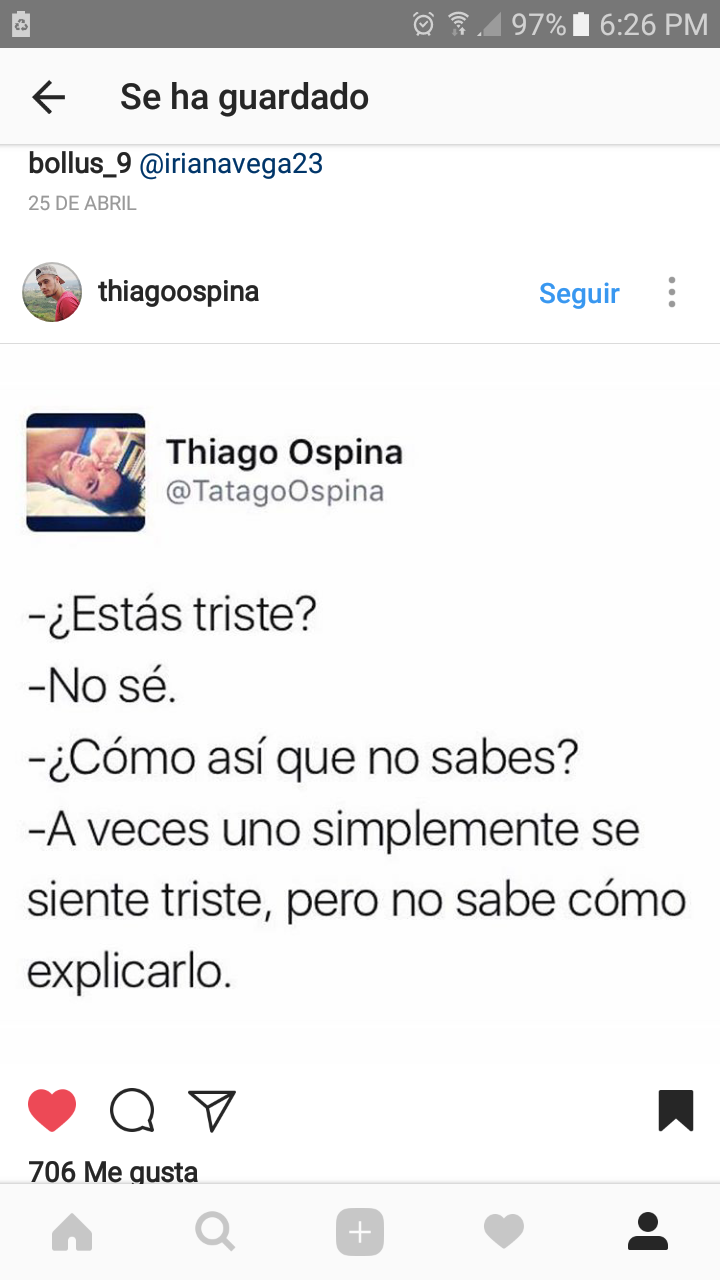 97% 6:26 PM
Se ha guardado
bollus_9 @irianavega23
25 DE ABRIL
thiagoospina
Seguir
Thiago Ospina
@TatagoOspina
-¿Estás triste?
-No sé.
-¿Cómo así que no sabes?
-A veces uno simplemente se
siente triste, pero no sabe cómo
explicarlo.
706 Me gusta